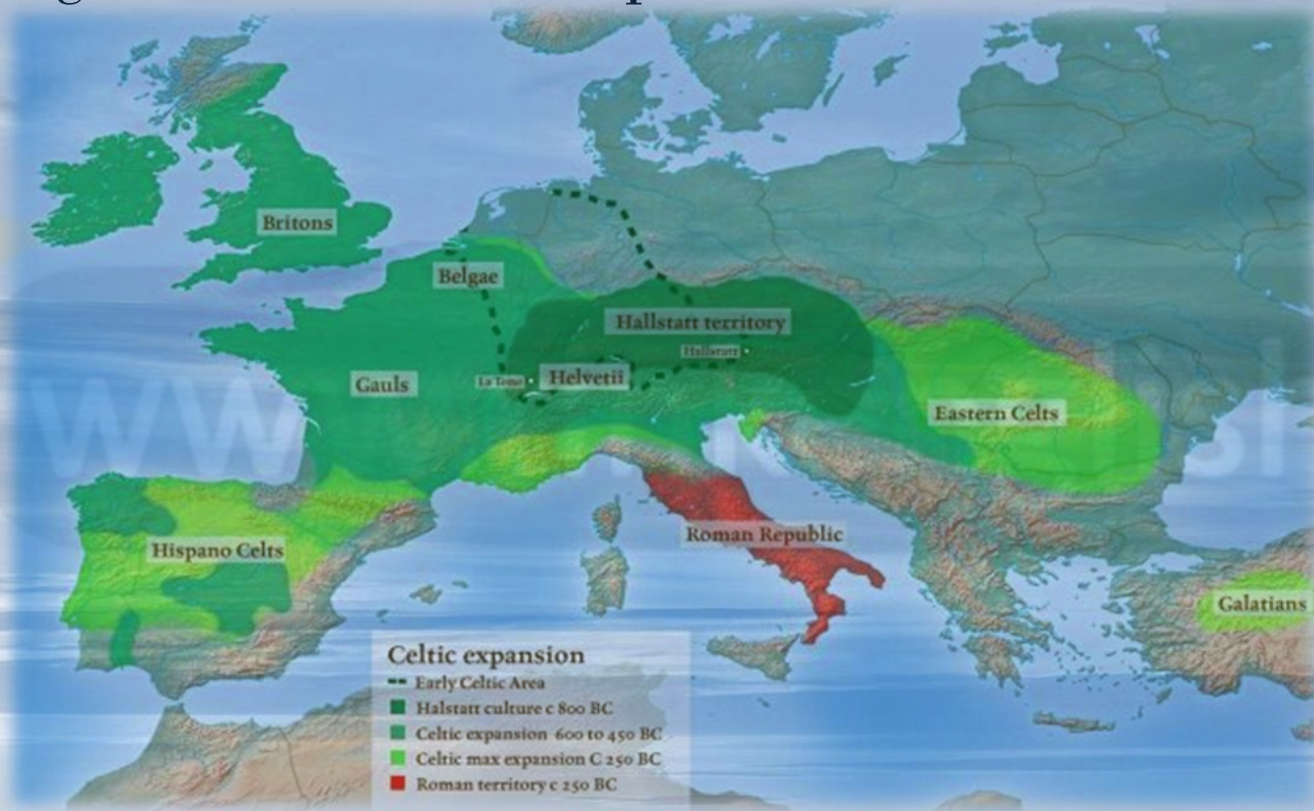 Britons
Belgae
Hallstatt territory
Hallstatt
La Tene
Helvetii
Gauls
Eastern Celts
Hispano Celts
Roman Republic
Galatians
Celtic expansion
Early Celtic Area
Halstatt culture c 800 BC
Celtic expansion 600 to 450 BC
Celtic max expansion C 250 BC
Roman territory c 250 BC